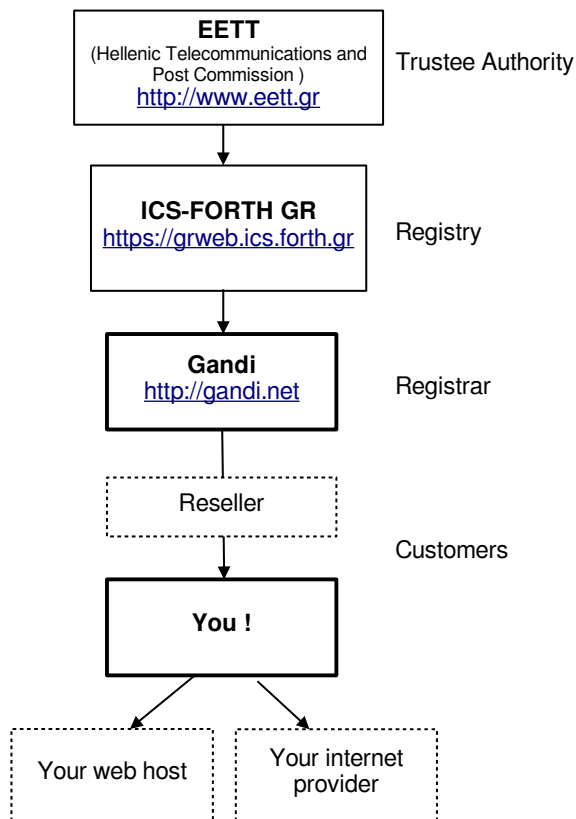 EETT
(Hellenic Telecommunications and
Post Commission )
http://www.eett.gr
Trustee Authority
ICS-FORTH GR
https://grweb.ics.forth.gr
Registry
Gandi
http://gandi.net
Registrar
Reseller
Customers
You !
Your web host
Your internet
provider